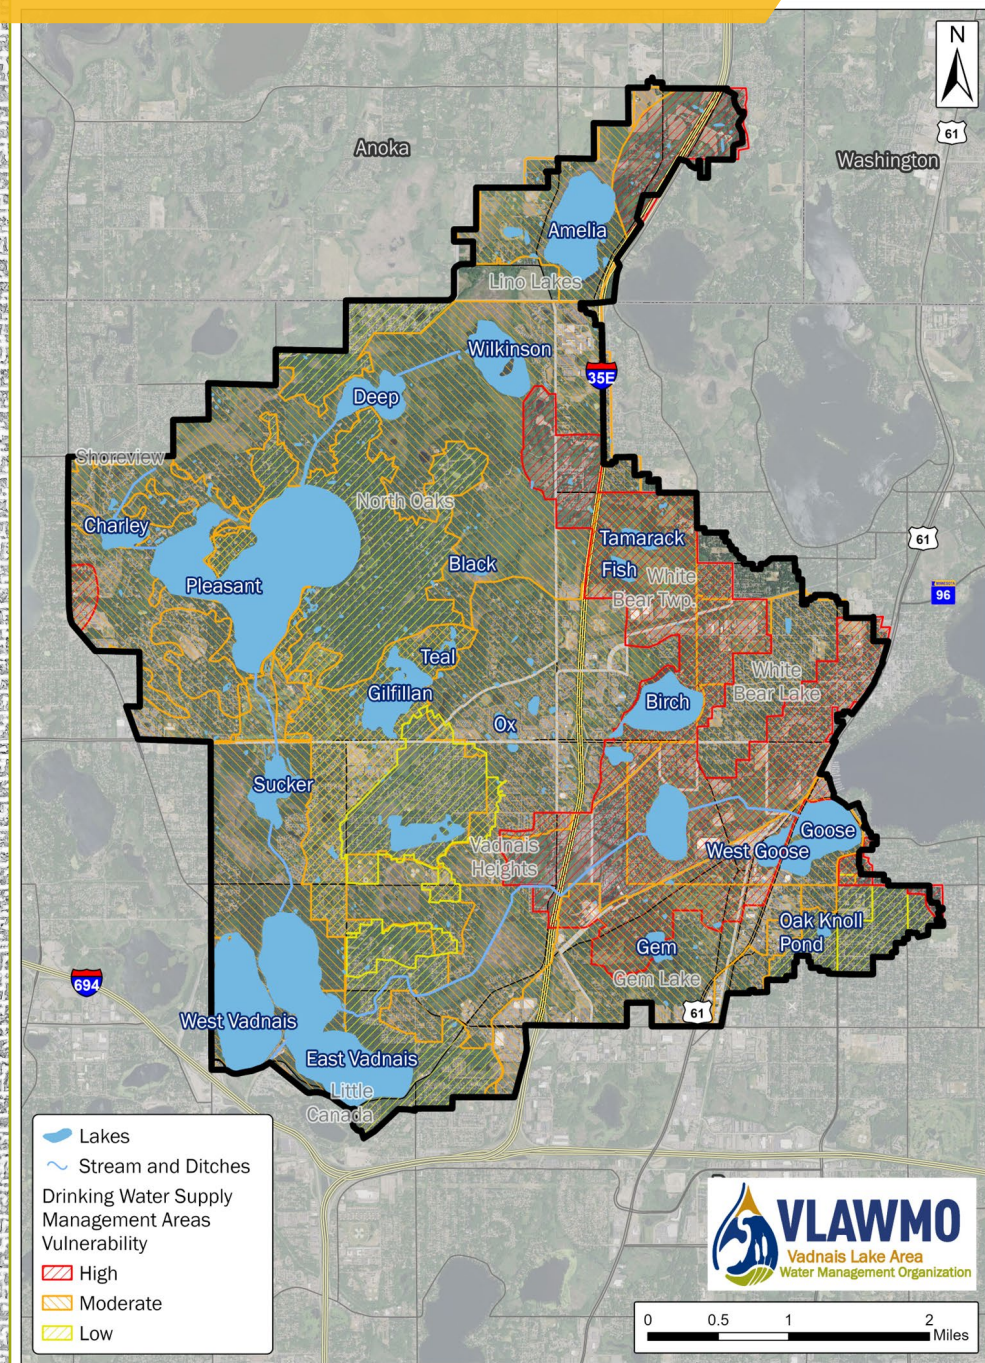 N
61
Anoka
Washington
Amelia
Lino Lakes
Wilkinson
35E
Deep
Shoreview
North Oaks
Charley
Tamarack
61
Black
Fish
White
Bear Twp.
Pleasant
96
Teal
White
Bear Lake
Gilfillan
Birch
Ox
Sucker
Goose
West Goose
Vadnais
Heights
Oak Knoll
Pond
Gem
Gem Lake
694
61
West Vadnais
East Vadnais
Little
Canada
Lakes
Stream and Ditches
Drinking Water Supply
Management Areas
Vulnerability
High
Moderate
Low
VLAWMO
Vadnais Lake Area
Water Management Organization
0 0.5 1 2
Miles